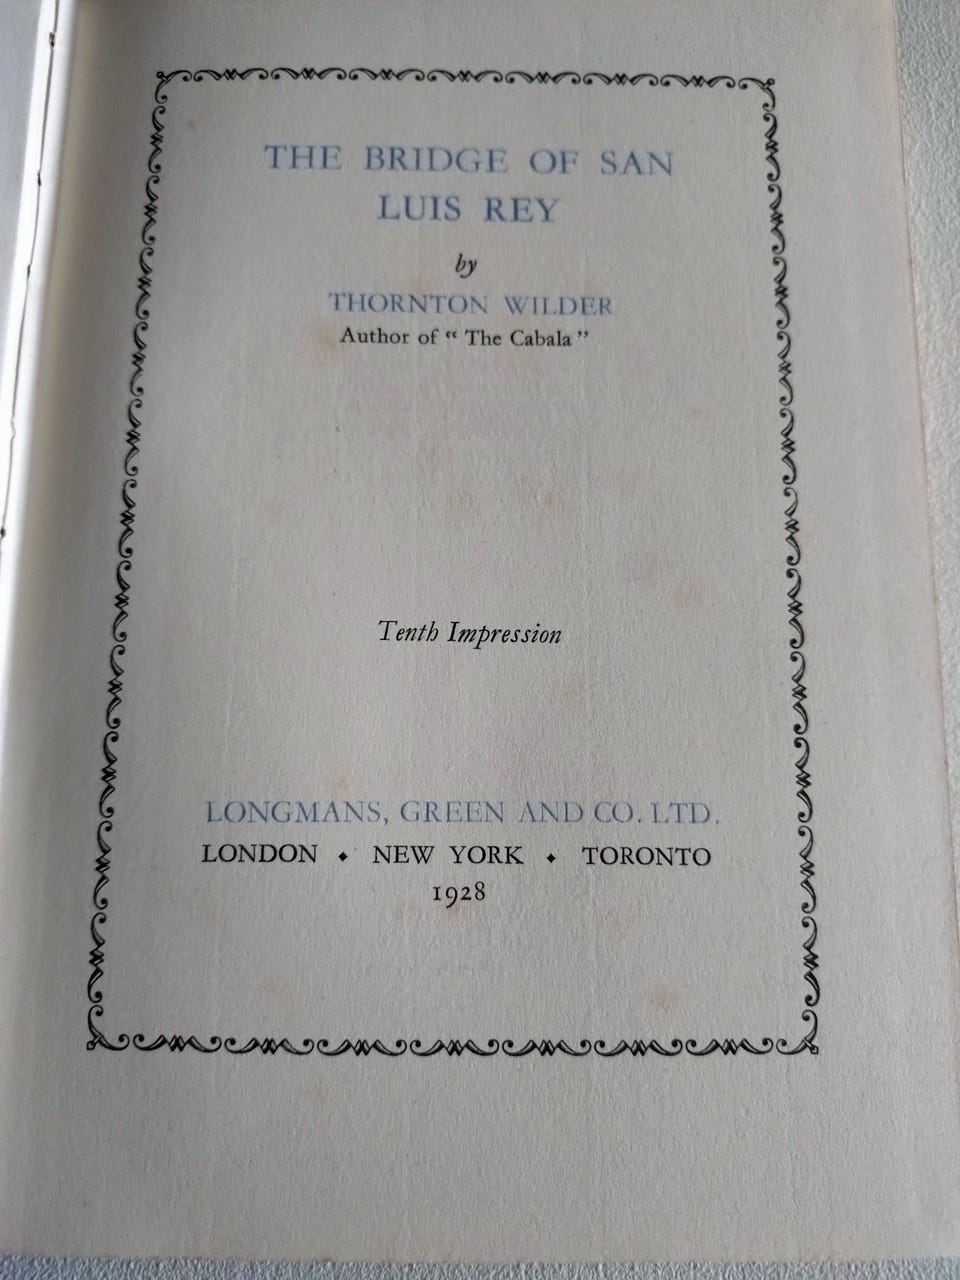 THE BRIDGE OF SAN
LUIS REY
by
THORNTON WILDER
Author of “ The Cabala ”
Tenth Impression
LONGMANS, GREEN AND CO. LTD.
LONDON ⬥ NEW YORK ⬥ TORONTO
1928